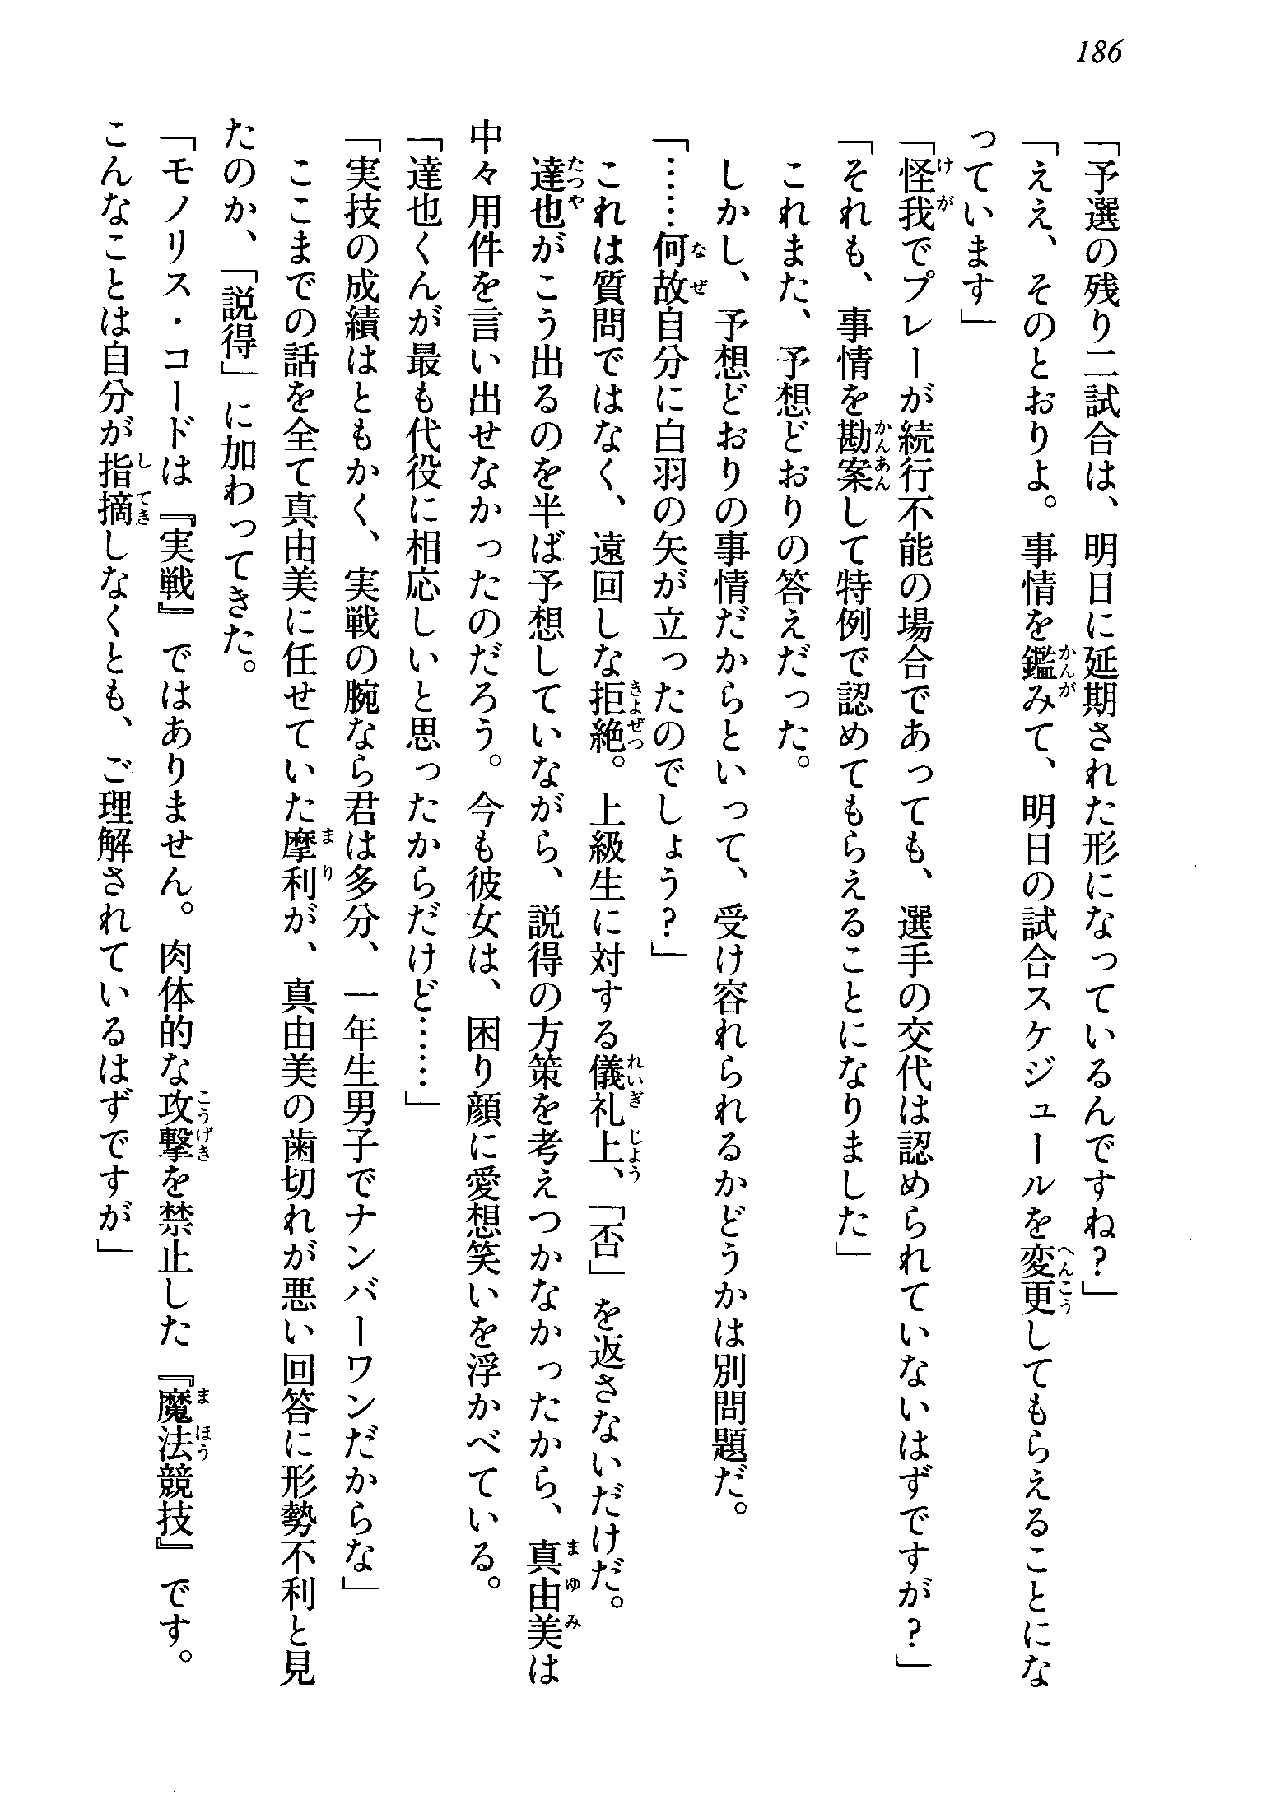 186
「予選の残り二試合は、明日に延期された形になっているんですね？」
「ええ、そのとおりよ。事情を鑑みて、明日の試合スケジュールを変更してもらえることにな
っています」
「怪我でプレーが続行不能の場合であっても、選手の交代は認められていないはずですが？」
「それも、事情を勘案して特例で認めてもらえることになりました」
　これまた、予想どおりの答えだった。
　しかし、予想どおりの事情だからといって、受け容れられるかどうかは別問題だ。
「……何故自分に白羽の矢が立ったのでしょう？」
　これは質問ではなく、遠回しな拒絶。上級生に対する儀礼上、「否」を返さないだけだ。
　達也がこう出るのを半ば予想していながら、説得の方策を考えつかなかったから、真由美は
中々用件を言い出せなかったのだろう。今も彼女は、困り顔に愛想笑いを浮かべている。
「達也くんが最も代役に相応しいと思ったからだけど……」
「実技の成績はともかく、実戦の腕なら君は多分、一年生男子でナンバーワンだからな」
　ここまでの話を全て真由美に任せていた摩利が、真由美の歯切れが悪い回答に形勢不利と見
たのか、「説得」に加わってきた。
「モノリス・コードは『実戦』ではありません。肉体的な攻撃を禁止した『魔法競技』です。
こんなことは自分が指摘しなくとも、ご理解されているはずですが」